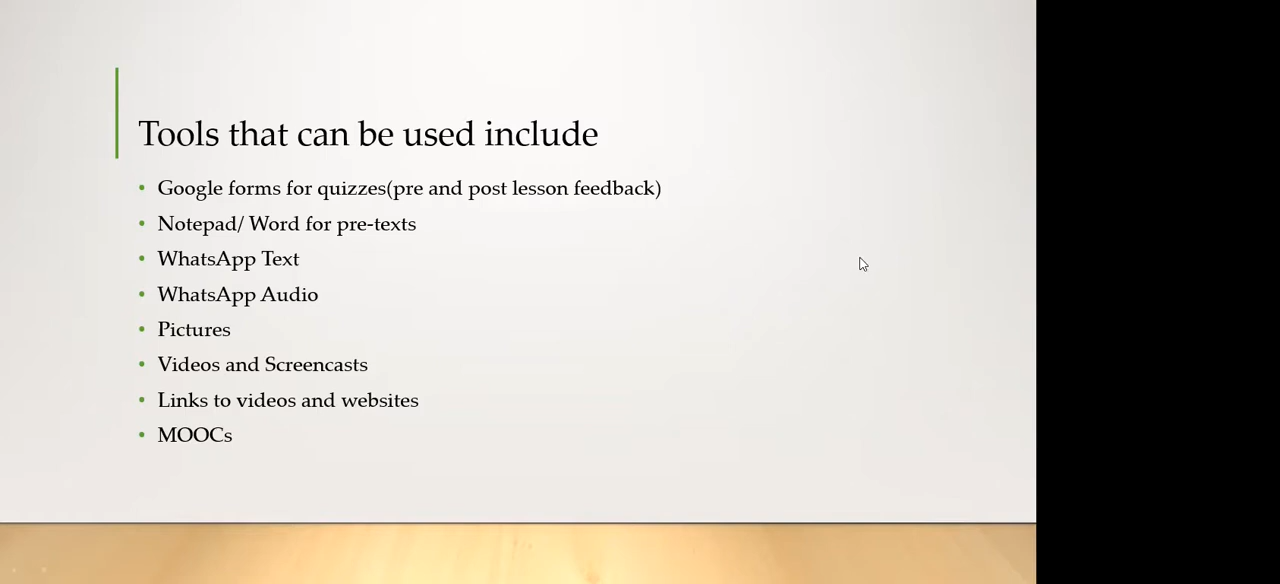 Tools that can be used include
• Google forms for quizzes(pre and post lesson feedback)
• Notepad/ Word for pre-texts
• WhatsApp Text
• WhatsApp Audio
• Pictures
• Videos and Screencasts
• Links to videos and websites
• MOOCs